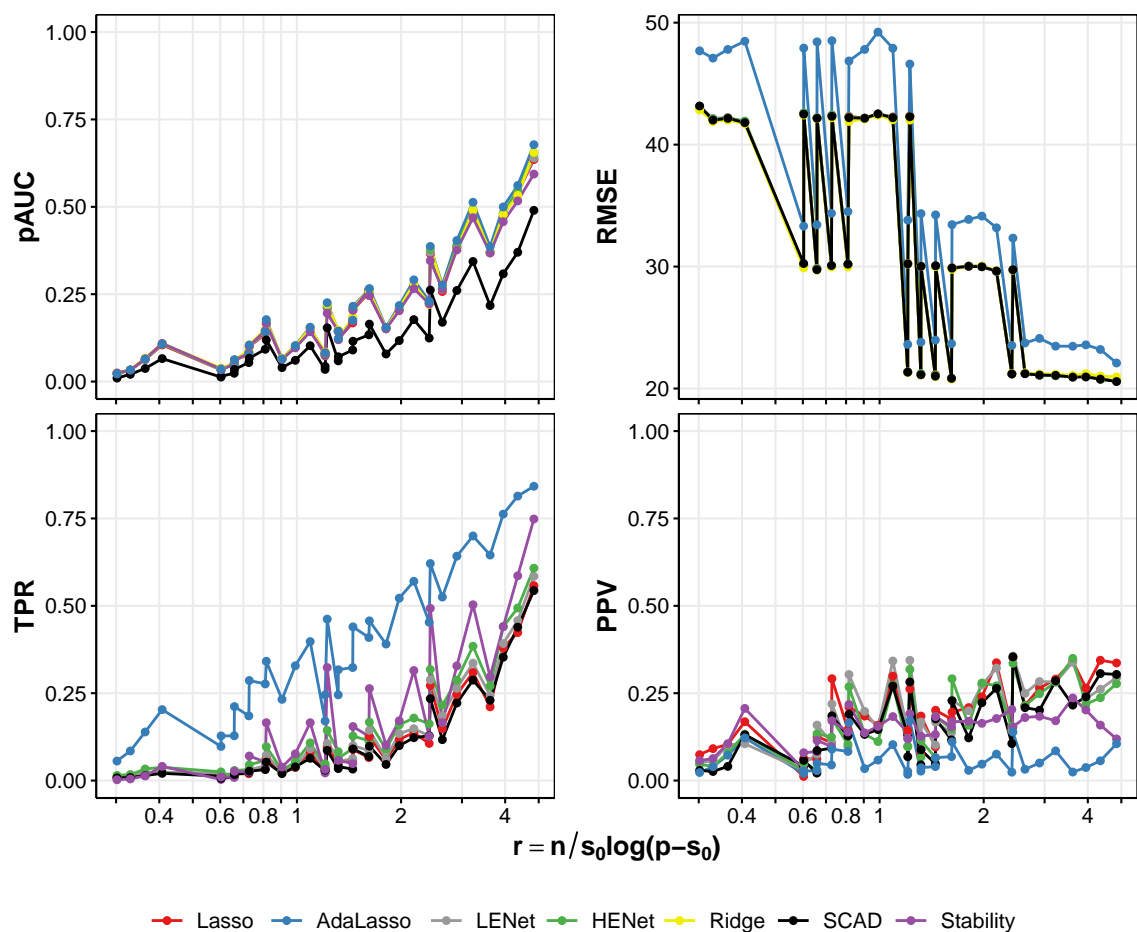 pAUC
1.00
0.75
0.50
0.25
0.00
RMSE
50
40
30
20
TPR
1.00
0.75
0.50
0.25
0.00
0.4 0.6 0.8 1 2 4
PPV
1.00
0.75
0.50
0.25
0.00
0.4 0.6 0.8 1 2 4
r = n/s₀log(p−s₀)
Lasso AdaLasso LENet HENet Ridge SCAD Stability